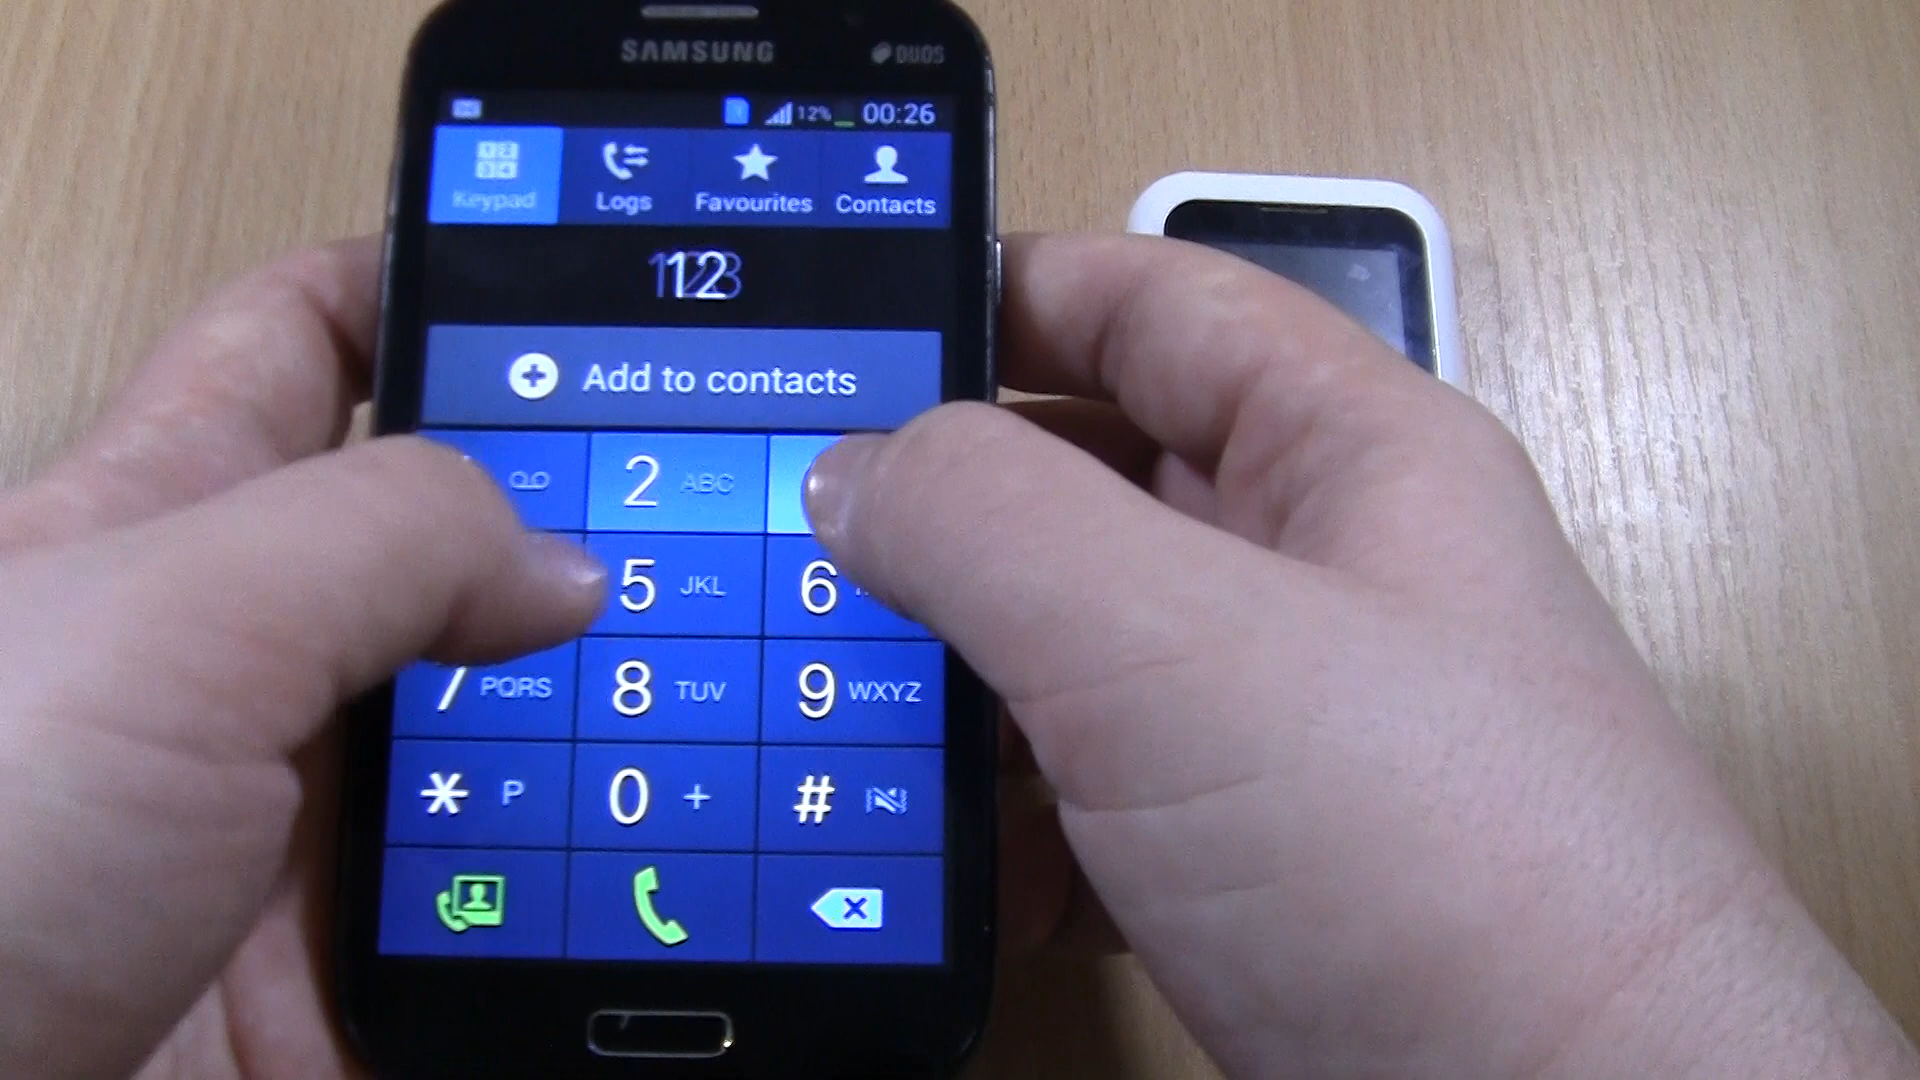 SAMSUNG DUOS
12% 00:26
Keypad Logs Favourites Contacts
123
Add to contacts
2 ABC
5 JKL 6
7 PQRS 8 TUV 9 WXYZ
* P 0 + #